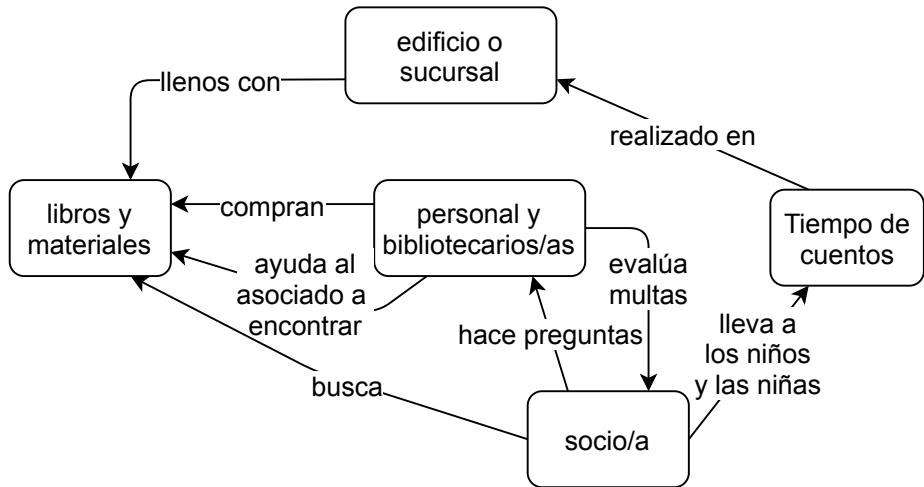 edificio o
sucursal
llenos con
realizado en
libros y
materiales
compran
personal y
bibliotecarios/as
Tiempo de
cuentos
ayuda al
asociado a
encontrar
evalúa
multas
hace preguntas
lleva a
los niños
y las niñas
busca
socio/a